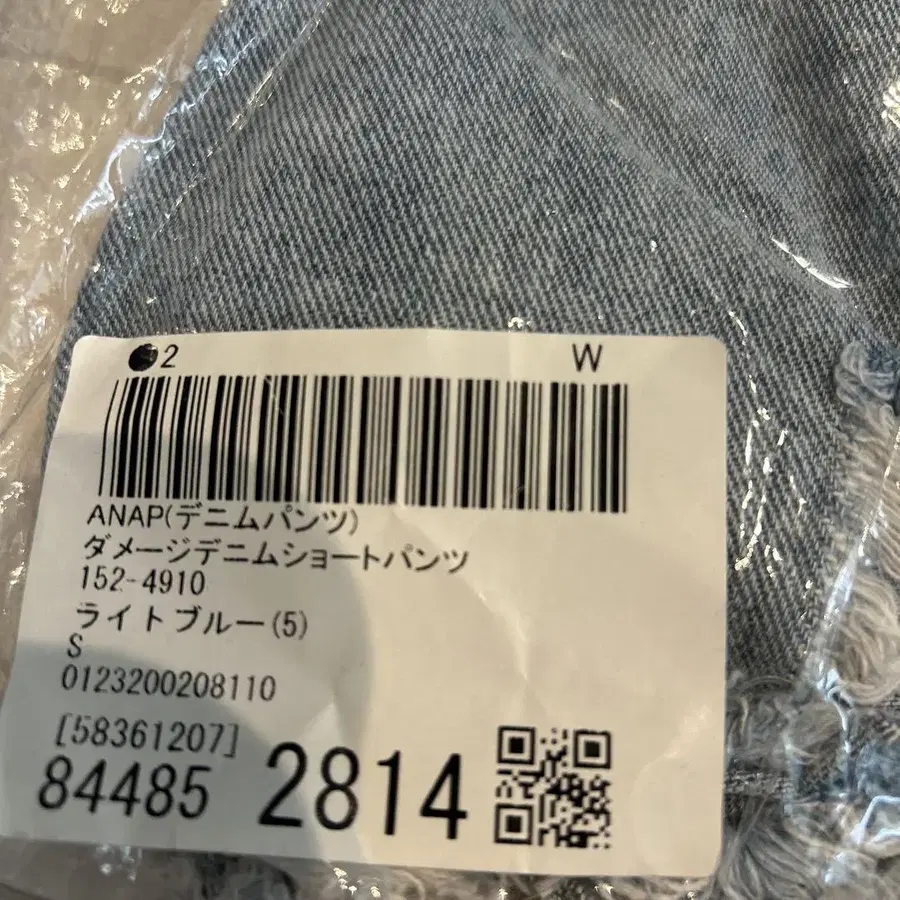 ●2 W
ANAP(デニムパンツ)
ダメージデニムショートパンツ
152-4910
ライトブルー(5)
S
0123200208110
[58361207]
84485 2814